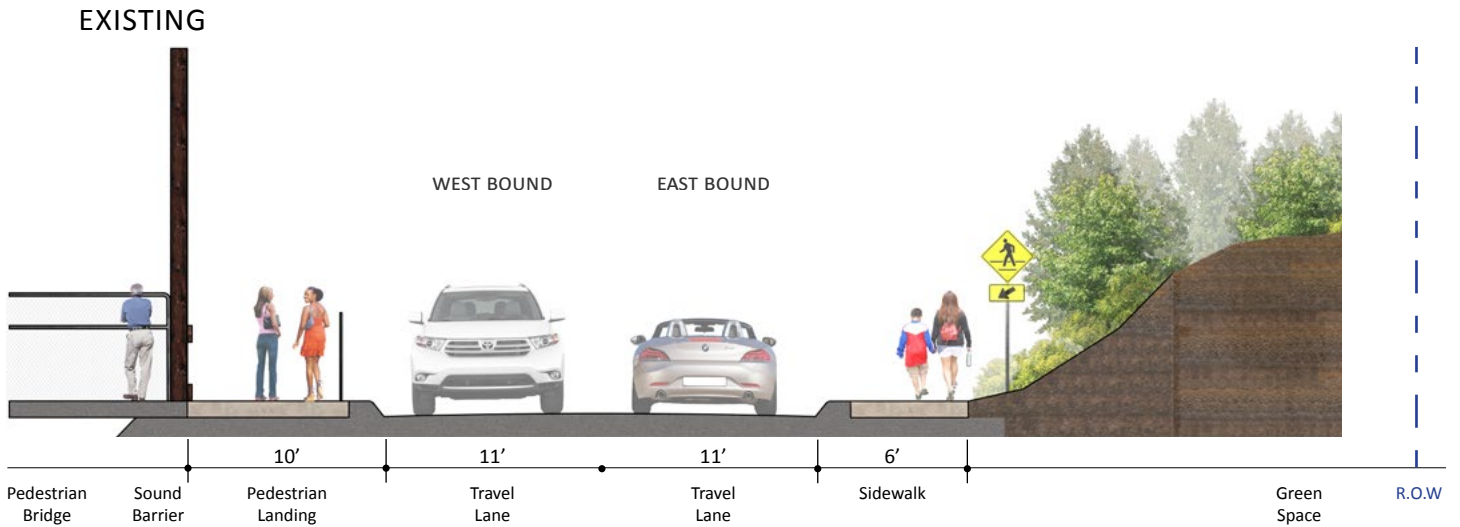 EXISTING
WEST BOUND
EAST BOUND
10’
11’
11’
6’
Pedestrian
Bridge
Sound
Barrier
Pedestrian
Landing
Travel
Lane
Travel
Lane
Sidewalk
Green
Space
R.O.W